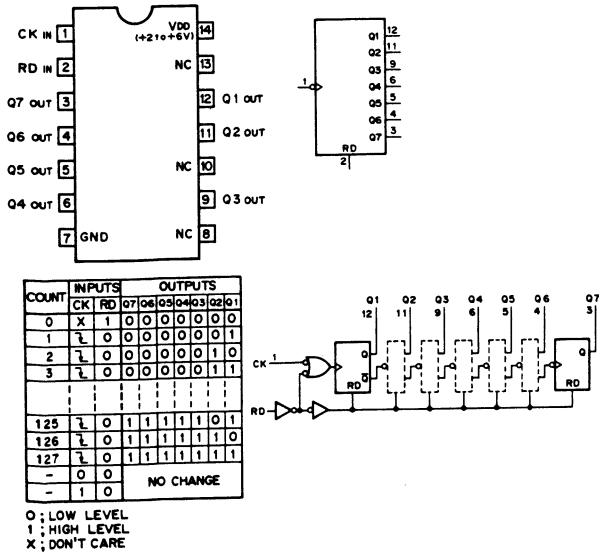 CK IN 1
RD IN 2
Q7 OUT 3
Q6 OUT 4
Q5 OUT 5
Q4 OUT 6
7 GND
VDD 14
(+2 to +6V)
NC 13
12 Q1 OUT
11 Q2 OUT
NC 10
9 Q3 OUT
NC 8
1
Q1 12
Q2 11
Q3 9
Q4 6
Q5 5
Q6 4
Q7 3
RD
2
COUNT INPUTS OUTPUTS
CK RD Q7 Q6 Q5 Q4 Q3 Q2 Q1
0 X 1 0 0 0 0 0 0 0
1 0 0 0 0 0 0 0 1
2 0 0 0 0 0 0 1 0
3 0 0 0 0 0 0 1 1
125 0 1 1 1 1 1 0 1
126 0 1 1 1 1 1 1 0
127 0 1 1 1 1 1 1 1
- 0 0 NO CHANGE
- 1 0
O ; LOW LEVEL
1 ; HIGH LEVEL
X ; DON'T CARE
Q1 Q2 Q3 Q4 Q5 Q6 Q7
12 11 9 6 5 4 3
CK 1
Q
Q̅
RD
Q
RD
RD